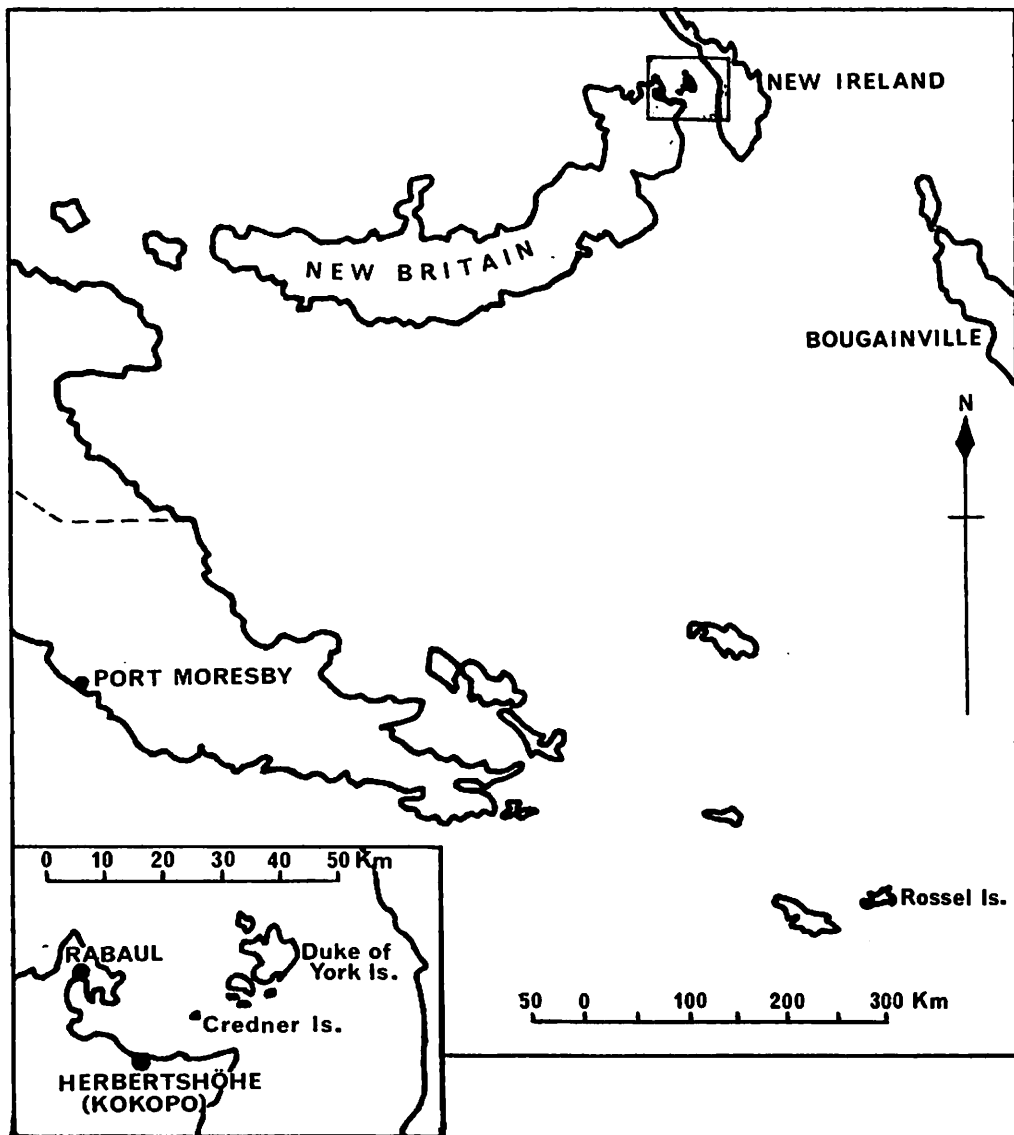 NEW IRELAND
NEW BRITAIN
BOUGAINVILLE
N
PORT MORESBY
0 10 20 30 40 50 Km
RABAUL
Duke of
York Is.
Credner Is.
HERBERTSHÖHE
(KOKOPO)
Rossel Is.
50 0 100 200 300 Km